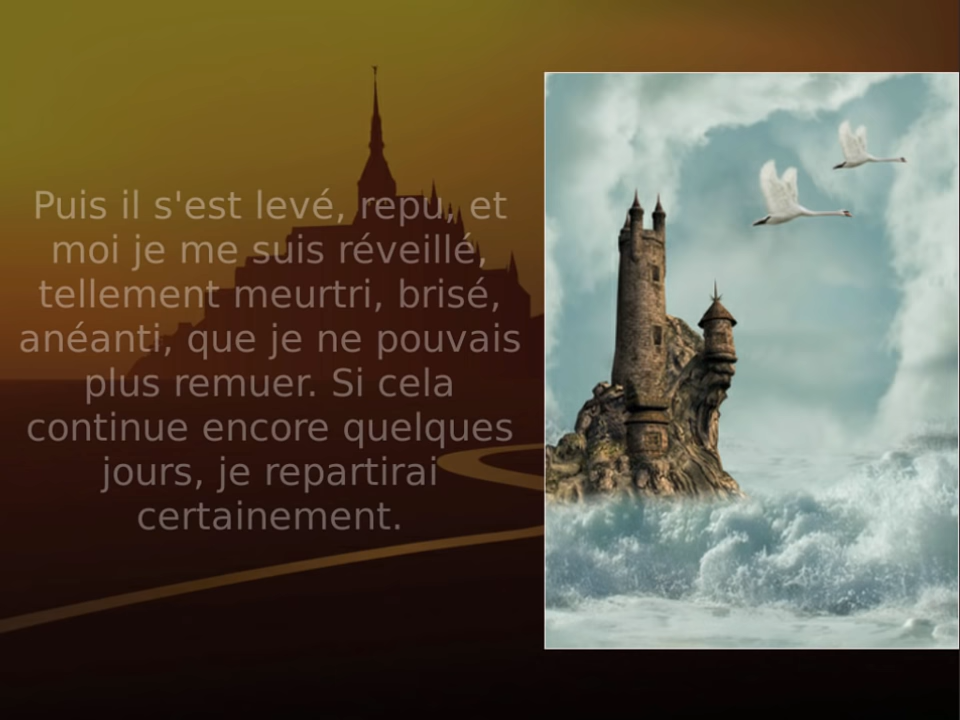 Puis il s'est levé, repu, et
moi je me suis réveillé,
tellement meurtri, brisé,
anéanti, que je ne pouvais
plus remuer. Si cela
continue encore quelques
jours, je repartirai
certainement.